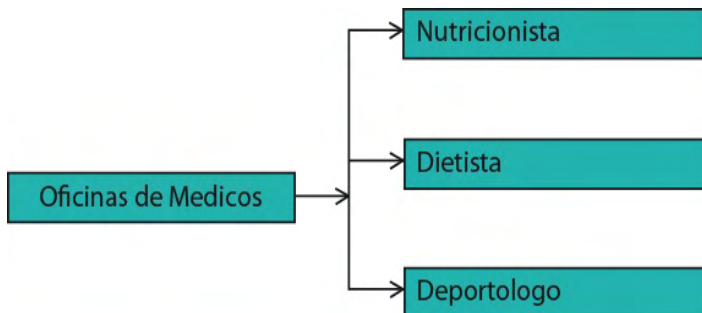 Nutricionista
Dietista
Oficinas de Medicos
Deportologo